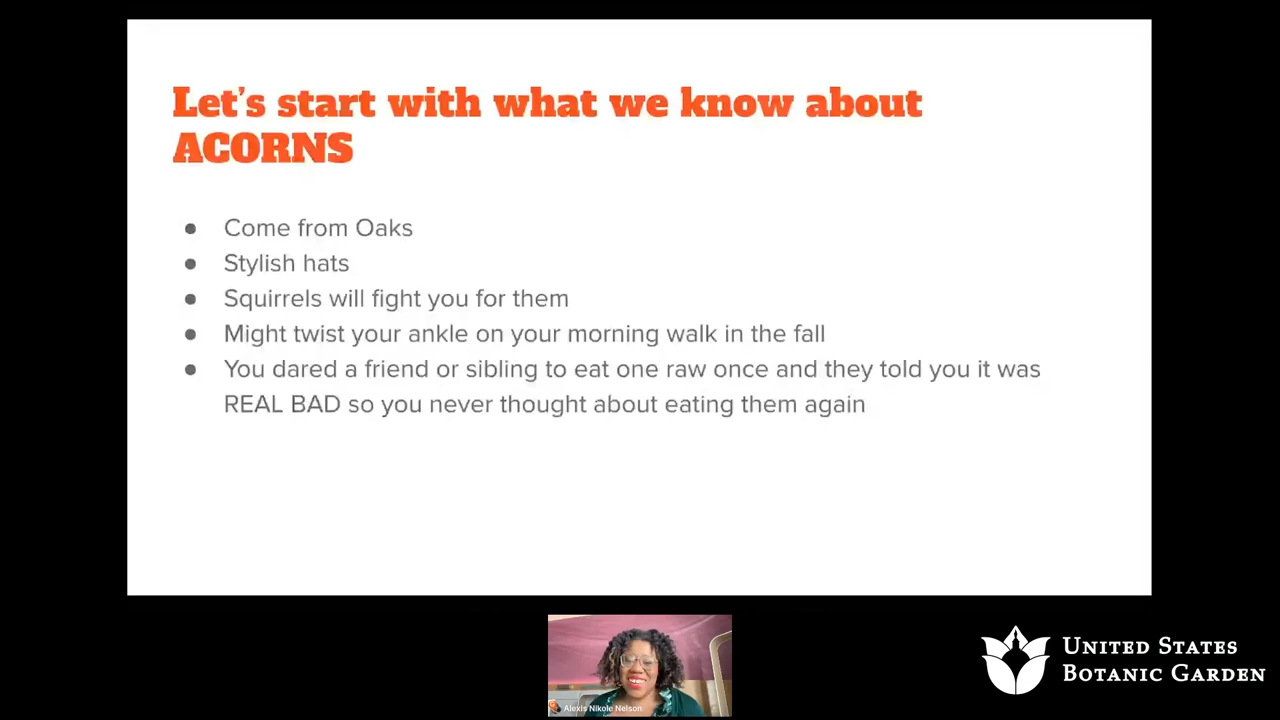 Let's start with what we know about
ACORNS
● Come from Oaks
● Stylish hats
● Squirrels will fight you for them
● Might twist your ankle on your morning walk in the fall
● You dared a friend or sibling to eat one raw once and they told you it was
REAL BAD so you never thought about eating them again
Alexis Nikole Nelson
UNITED STATES
BOTANIC GARDEN